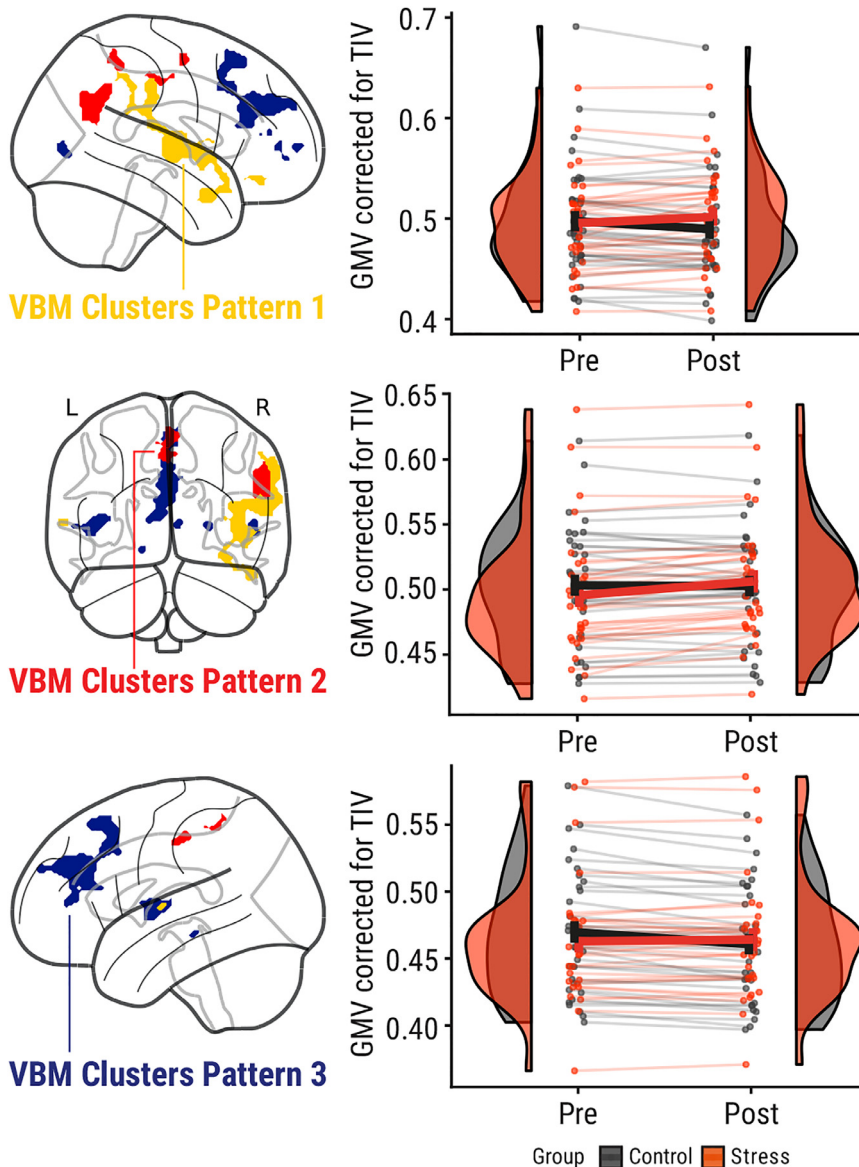 GMV corrected for TIV
0.7
0.6
0.5
0.4
Pre Post
VBM Clusters Pattern 1
L R
GMV corrected for TIV
0.65
0.60
0.55
0.50
0.45
Pre Post
VBM Clusters Pattern 2
GMV corrected for TIV
0.55
0.50
0.45
0.40
Pre Post
VBM Clusters Pattern 3
Group Control Stress